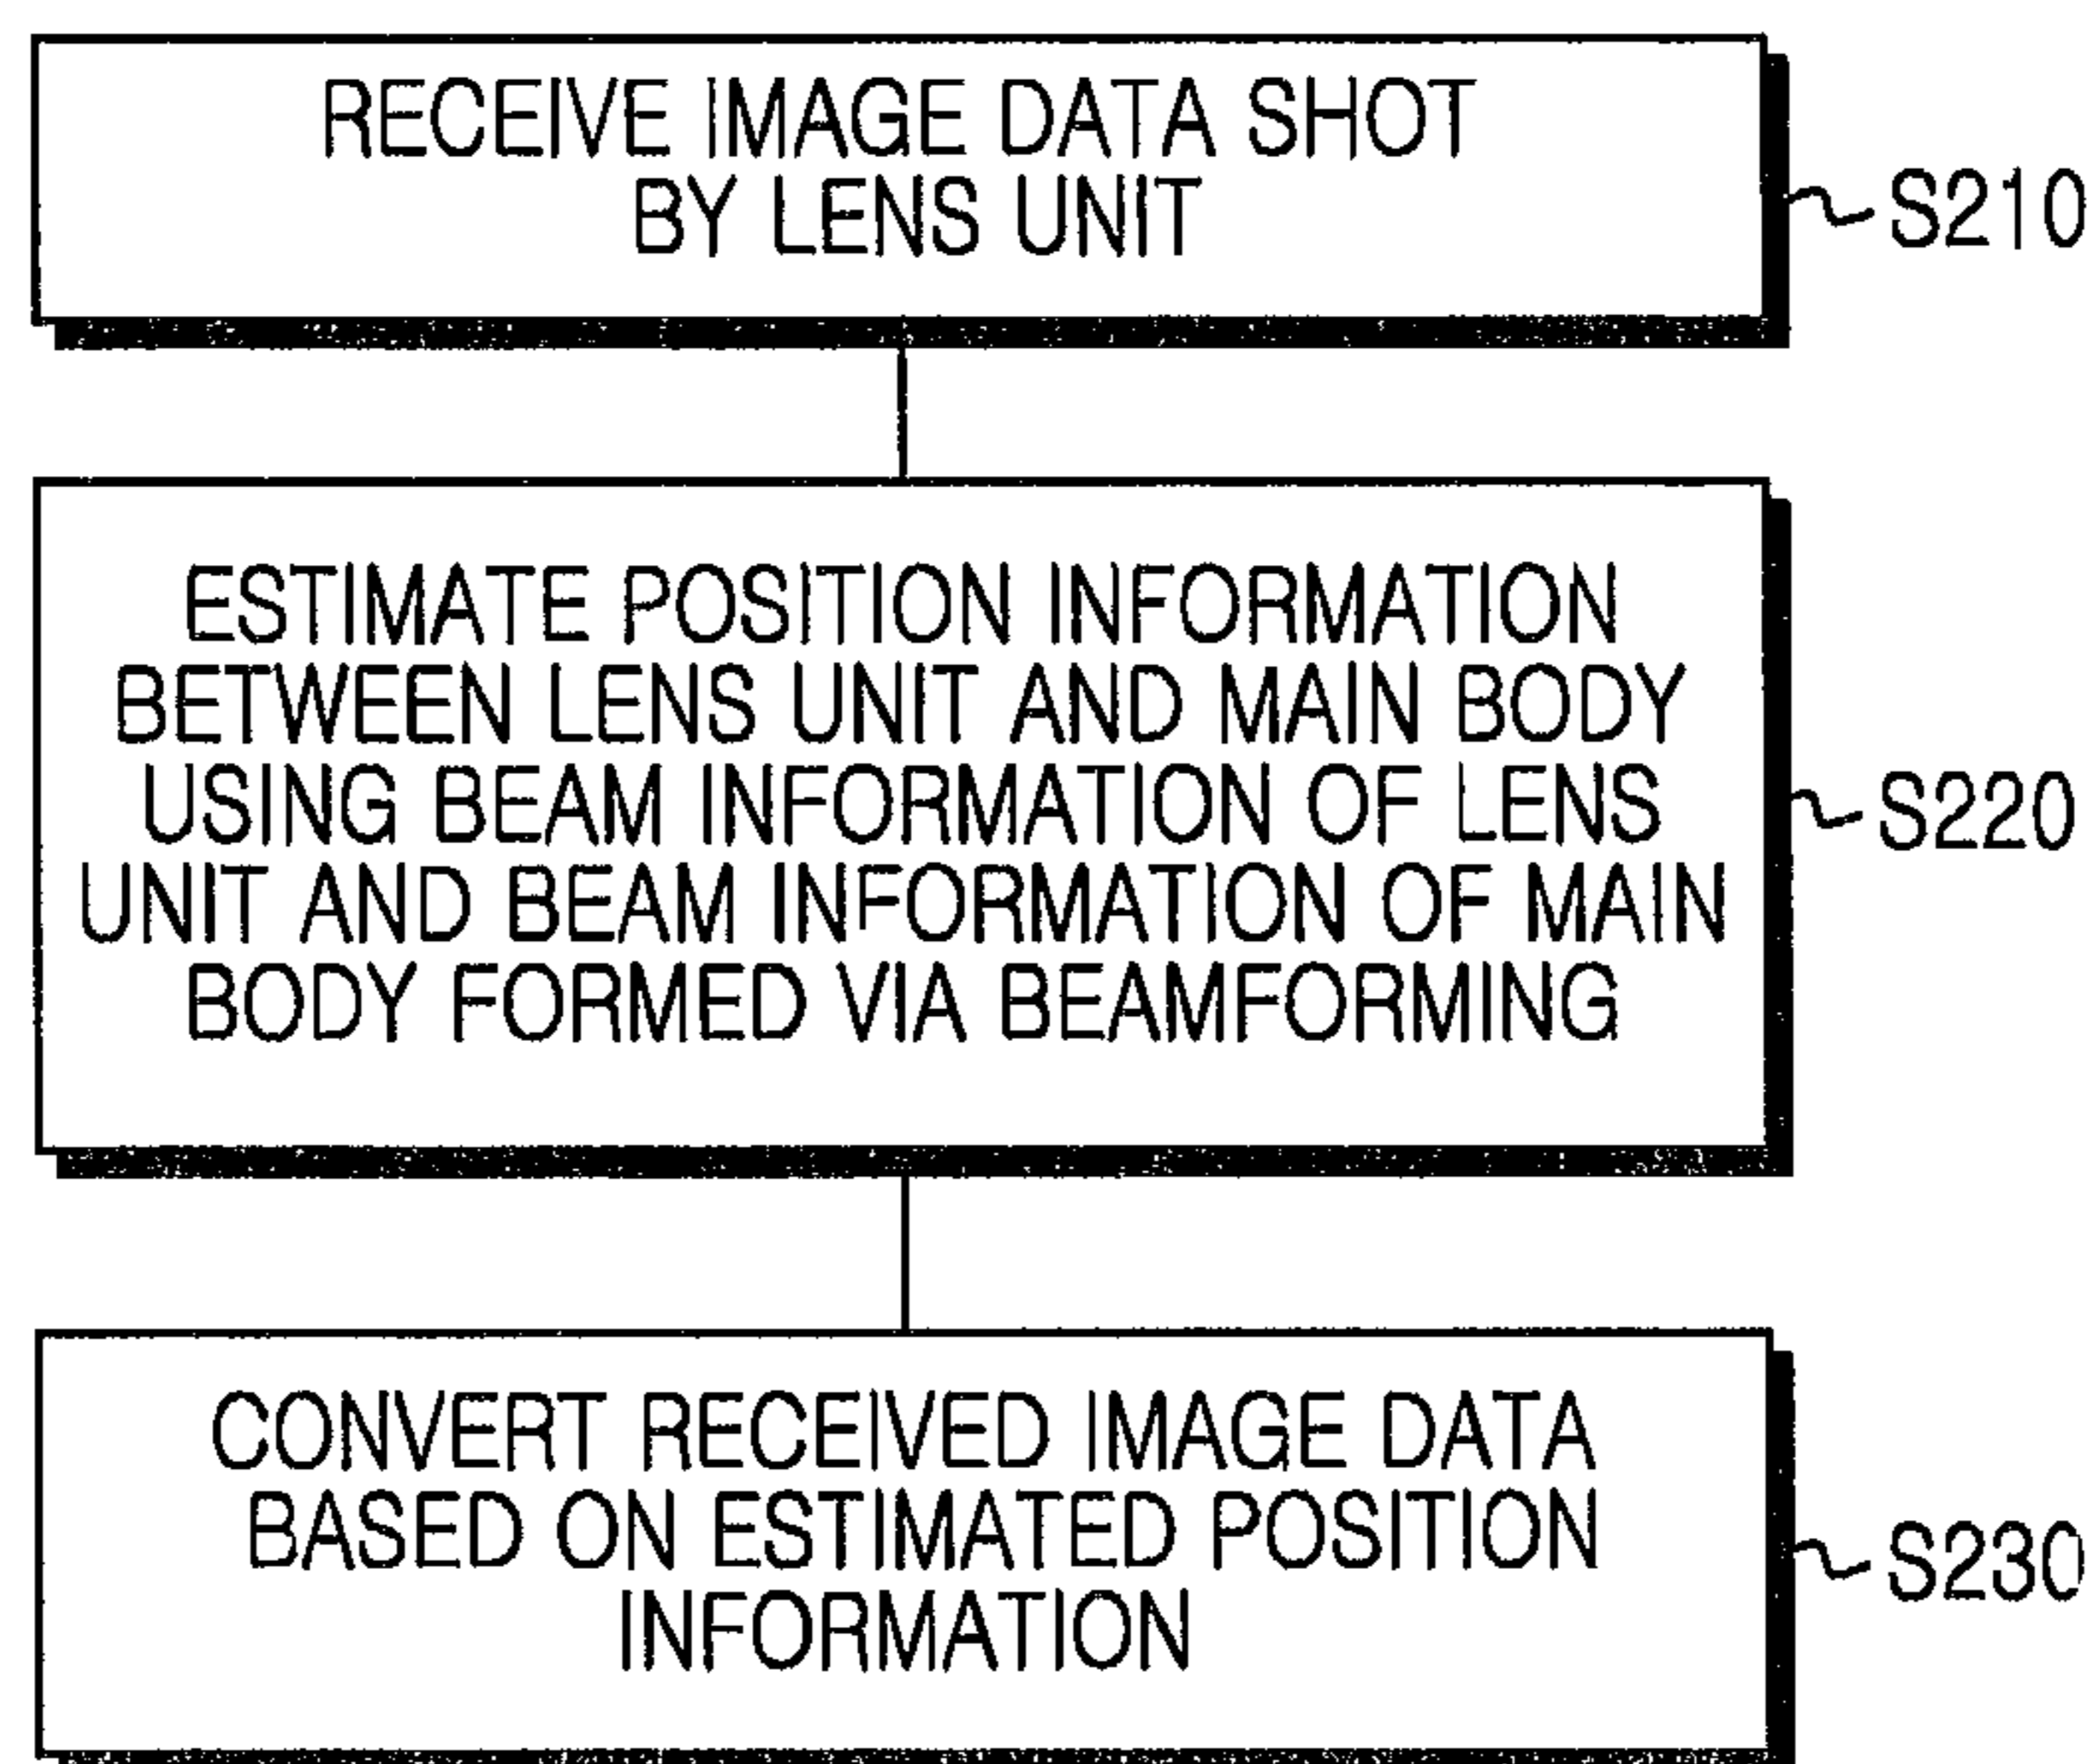 RECEIVE IMAGE DATA SHOT
BY LENS UNIT
S210
ESTIMATE POSITION INFORMATION
BETWEEN LENS UNIT AND MAIN BODY
USING BEAM INFORMATION OF LENS
UNIT AND BEAM INFORMATION OF MAIN
BODY FORMED VIA BEAMFORMING
S220
CONVERT RECEIVED IMAGE DATA
BASED ON ESTIMATED POSITION
INFORMATION
S230